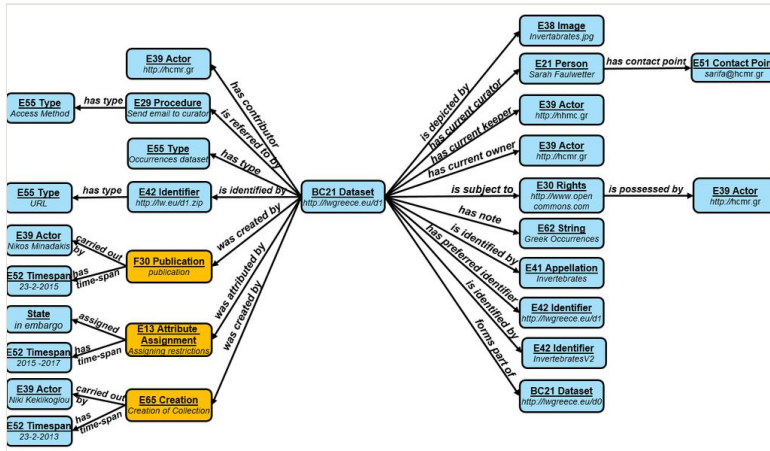 E39 Actor
http://hcmr.gr
E55 Type
Access Method
has type
E29 Procedure
Send email to curator
E55 Type
Occurrences dataset
E55 Type
URL
has type
E42 Identifier
http://lw.eu/d1.zip
E39 Actor
Nikos Minadakis
carried out
by
E52 Timespan
23-2-2015
has
time-span
F30 Publication
publication
State
in embargo
assigned
E52 Timespan
2015 -2017
has
time-span
E13 Attribute
Assignment
Assigning restrictions
E39 Actor
Niki Keklikoglou
carried out
by
E52 Timespan
23-2-2013
has
time-span
E65 Creation
Creation of Collection
has contributor
is referred to by
has type
is identified by
was created by
was attributed by
was created by
BC21 Dataset
http://lwgreece.eu/d1
is depicted by
has current curator
has current keeper
has current owner
is subject to
has note
is identified by
has preferred identifier
is identified by
forms part of
E38 Image
Invertabrates.jpg
E21 Person
Sarah Faulwetter
has contact point
E51 Contact Poin
sarifa@hcmr.gr
E39 Actor
http://nhmc.gr
E39 Actor
http://hcmr.gr
E30 Rights
http://www.open
commons.com
is possessed by
E39 Actor
http://hcmr.gr
E62 String
Greek Occurrences
E41 Appellation
Invertebrates
E42 Identifier
http://lwgreece.eu/d1
E42 Identifier
InvertebratesV2
BC21 Dataset
http://lwgreece.eu/d0